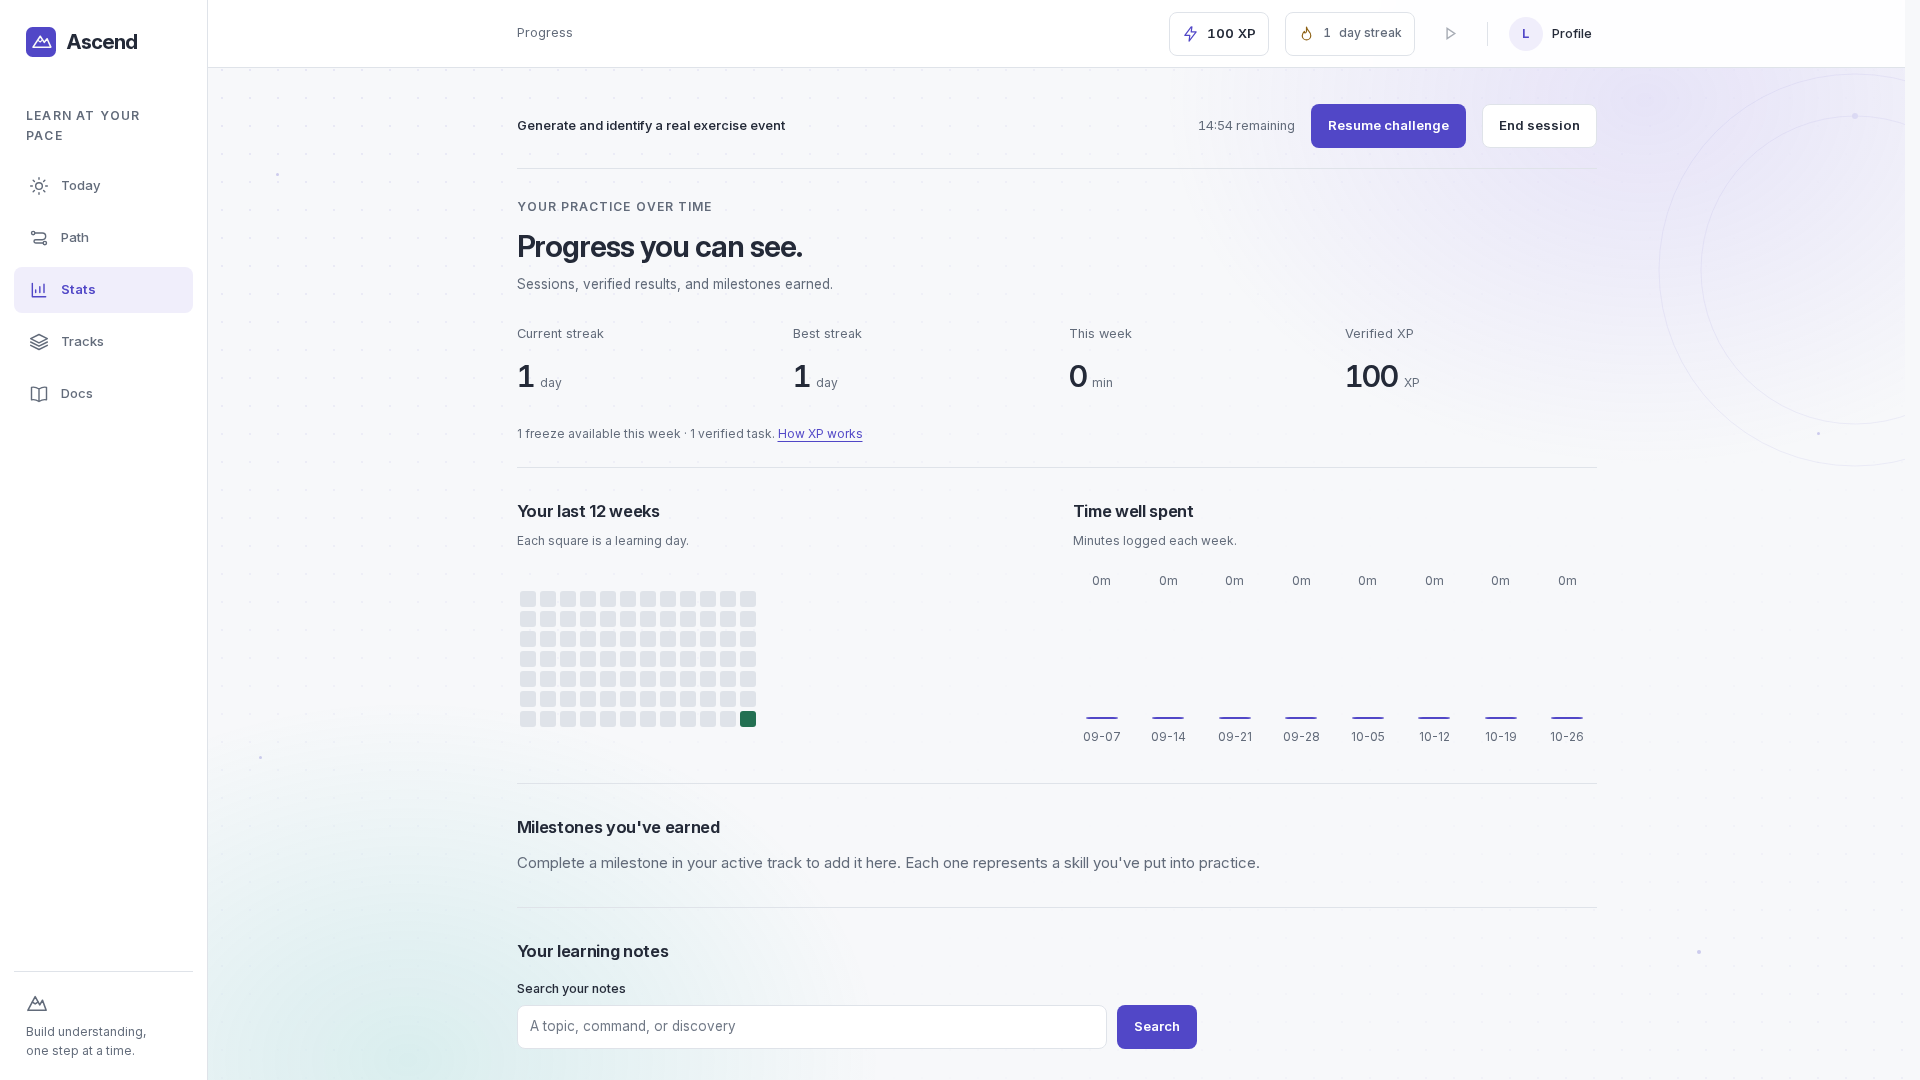 Ascend
LEARN AT YOUR
PACE
Today
Path
Stats
Tracks
Docs
Build understanding,
one step at a time.
Progress
100 XP
1 day streak
L
Profile
Generate and identify a real exercise event
14:54 remaining
Resume challenge
End session
YOUR PRACTICE OVER TIME
Progress you can see.
Sessions, verified results, and milestones earned.
Current streak
1 day
Best streak
1 day
This week
0 min
Verified XP
100 XP
1 freeze available this week · 1 verified task. How XP works
Your last 12 weeks
Each square is a learning day.
Time well spent
Minutes logged each week.
0m 0m 0m 0m 0m 0m 0m 0m
09-07 09-14 09-21 09-28 10-05 10-12 10-19 10-26
Milestones you've earned
Complete a milestone in your active track to add it here. Each one represents a skill you've put into practice.
Your learning notes
Search your notes
A topic, command, or discovery
Search